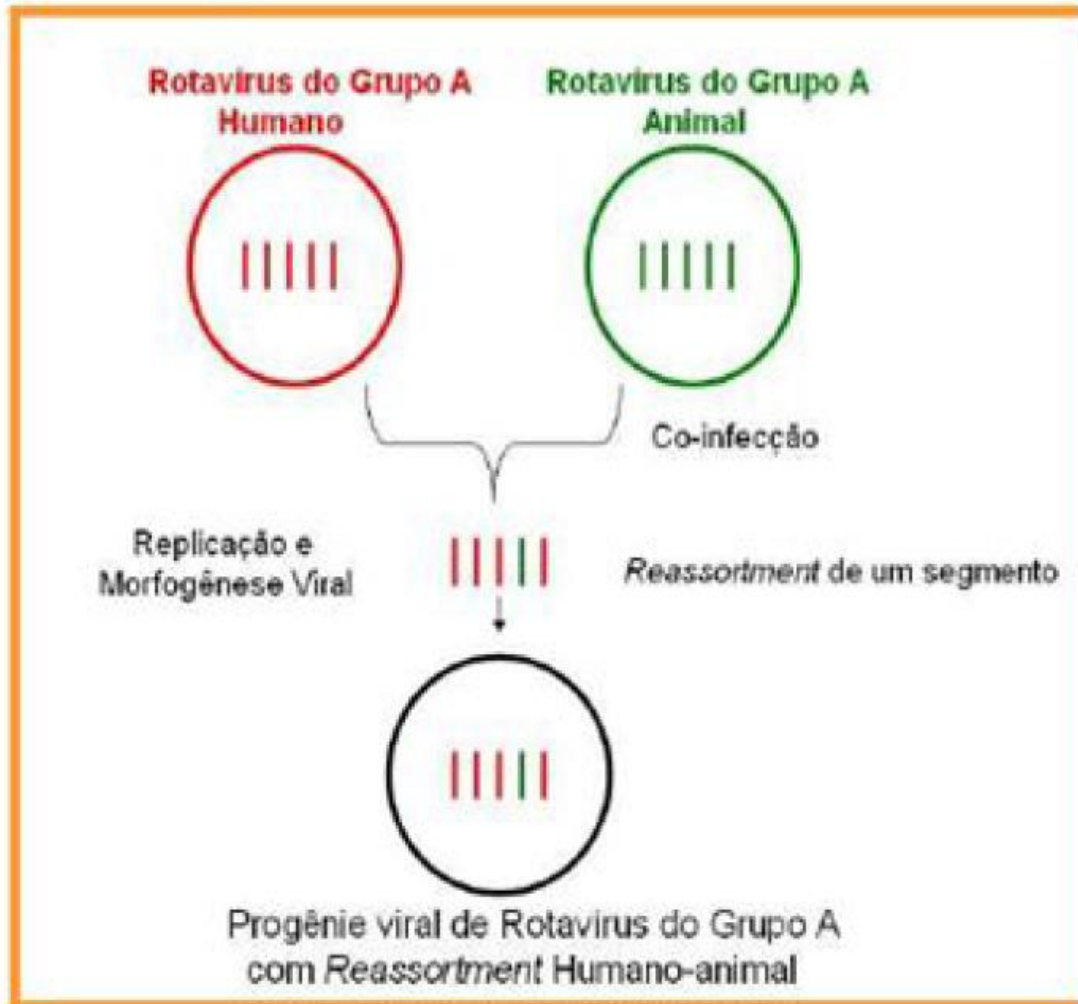 Rotavirus do Grupo A
Humano
Rotavirus do Grupo A
Animal
Co-infecção
Replicação e
Morfogênese Viral
Reassortment de um segmento
Progênie viral de Rotavirus do Grupo A
com Reassortment Humano-animal